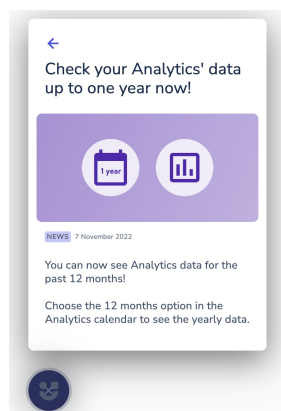 Check your Analytics' data
up to one year now!
1 year
NEWS 7 November 2022
You can now see Analytics data for the
past 12 months!
Choose the 12 months option in the
Analytics calendar to see the yearly data.